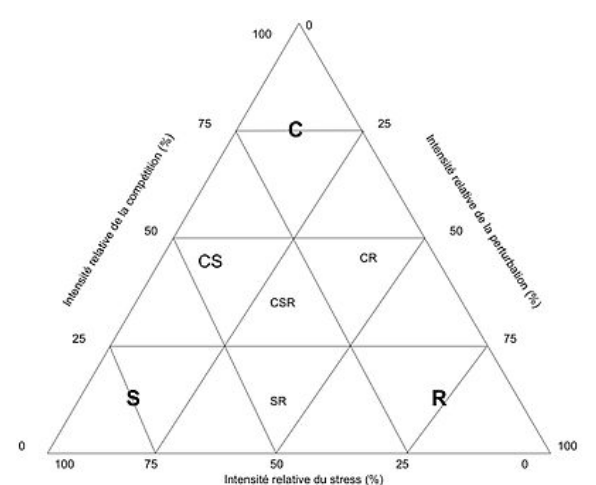 100
0
75
C
25
Intensité relative de la compétition (%)
Intensité relative de la perturbation (%)
50
50
CS
CR
CSR
25
75
S
SR
R
0
100
100
75
50
25
0
Intensité relative du stress (%)